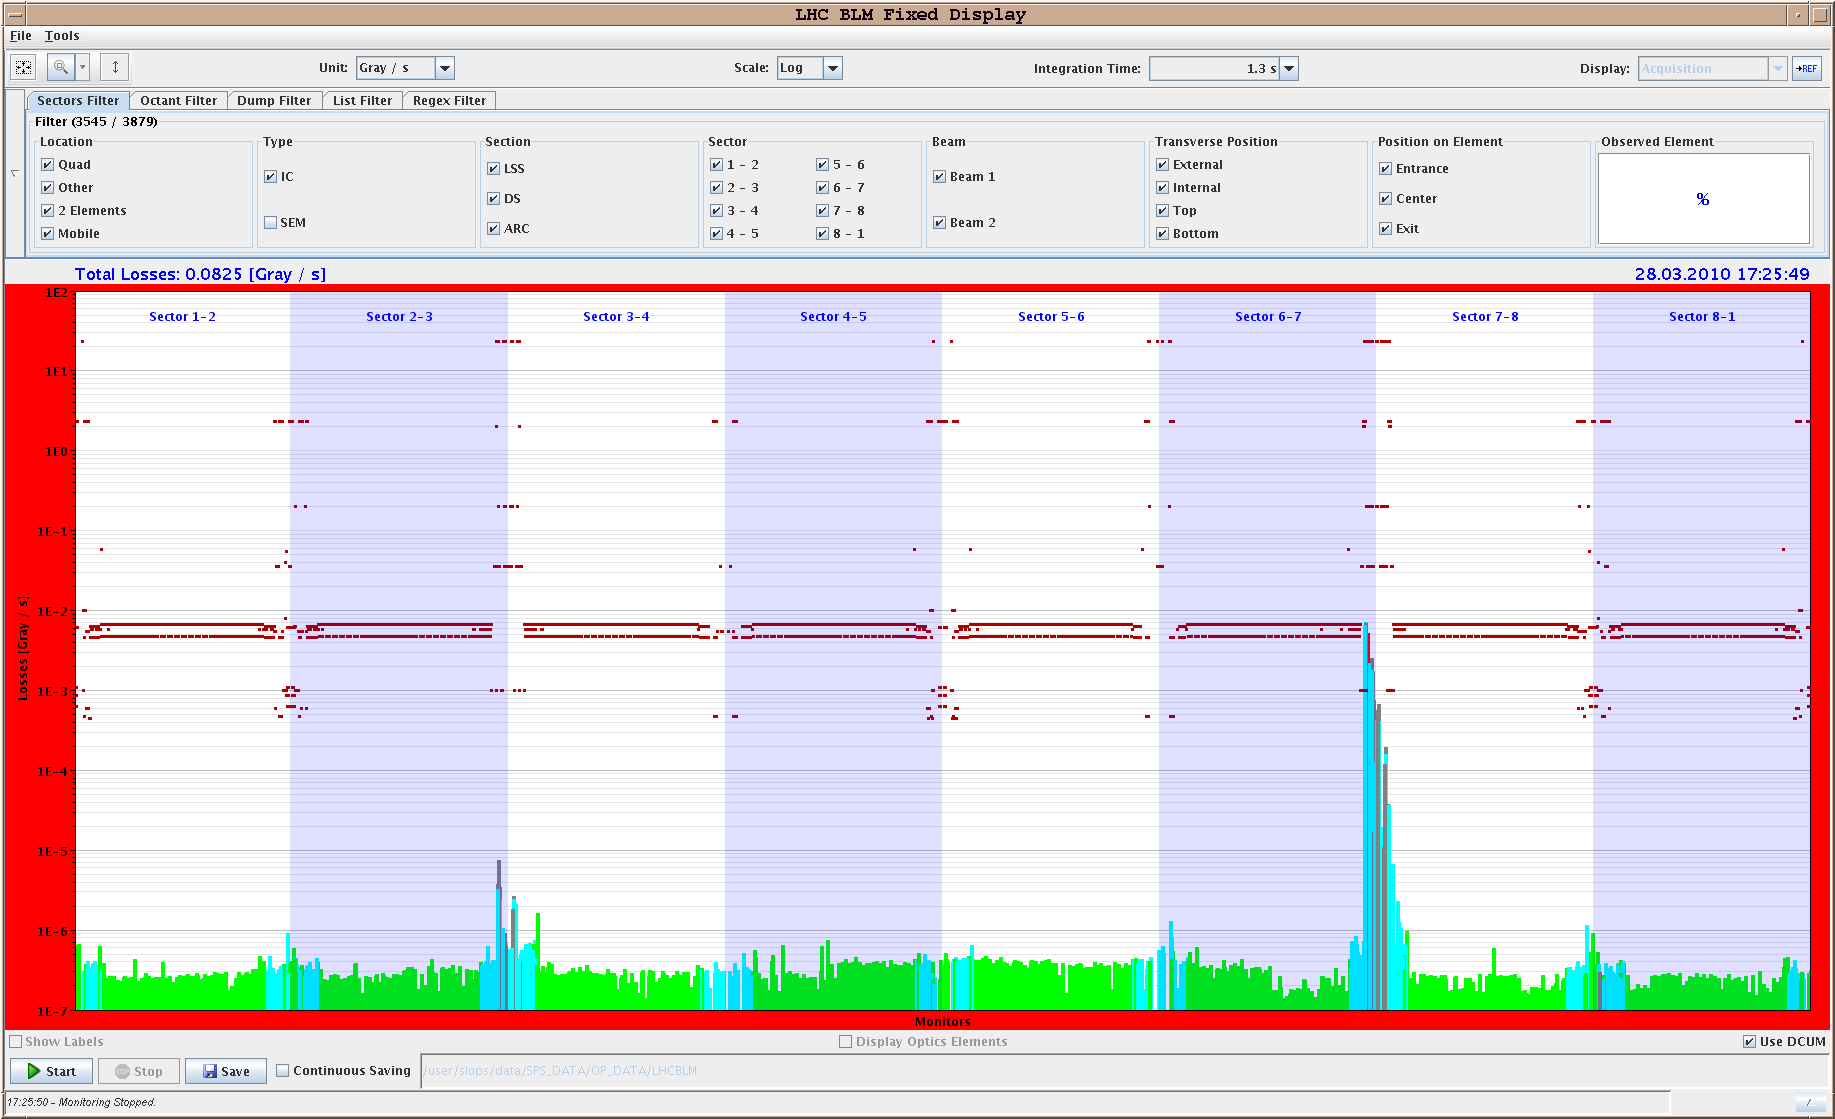 LHC BLM Fixed Display
File Tools
Unit: Gray / s Scale: Log Integration Time: 1.3 s Display: Acquisition →REF
Sectors Filter Octant Filter Dump Filter List Filter Regex Filter
Filter (3545 / 3879)
Location Type Section Sector Beam Transverse Position Position on Element Observed Element
Quad IC LSS 1 - 2 5 - 6 Beam 1 External Entrance %
Other SEM DS 2 - 3 6 - 7 Beam 2 Internal Center
2 Elements ARC 3 - 4 7 - 8 Top Exit
Mobile 4 - 5 8 - 1 Bottom
Total Losses: 0.0825 [Gray / s] 28.03.2010 17:25:49
1E2
Sector 1-2 Sector 2-3 Sector 3-4 Sector 4-5 Sector 5-6 Sector 6-7 Sector 7-8 Sector 8-1
1E1
1E0
1E-1
1E-2
Losses [Gray / s]
1E-3
1E-4
1E-5
1E-6
1E-7
Monitors
Show Labels Display Optics Elements Use DCUM
Start Stop Save Continuous Saving /user/slops/data/SPS_DATA/OP_DATA/LHCBLM
17:25:50 - Monitoring Stopped.